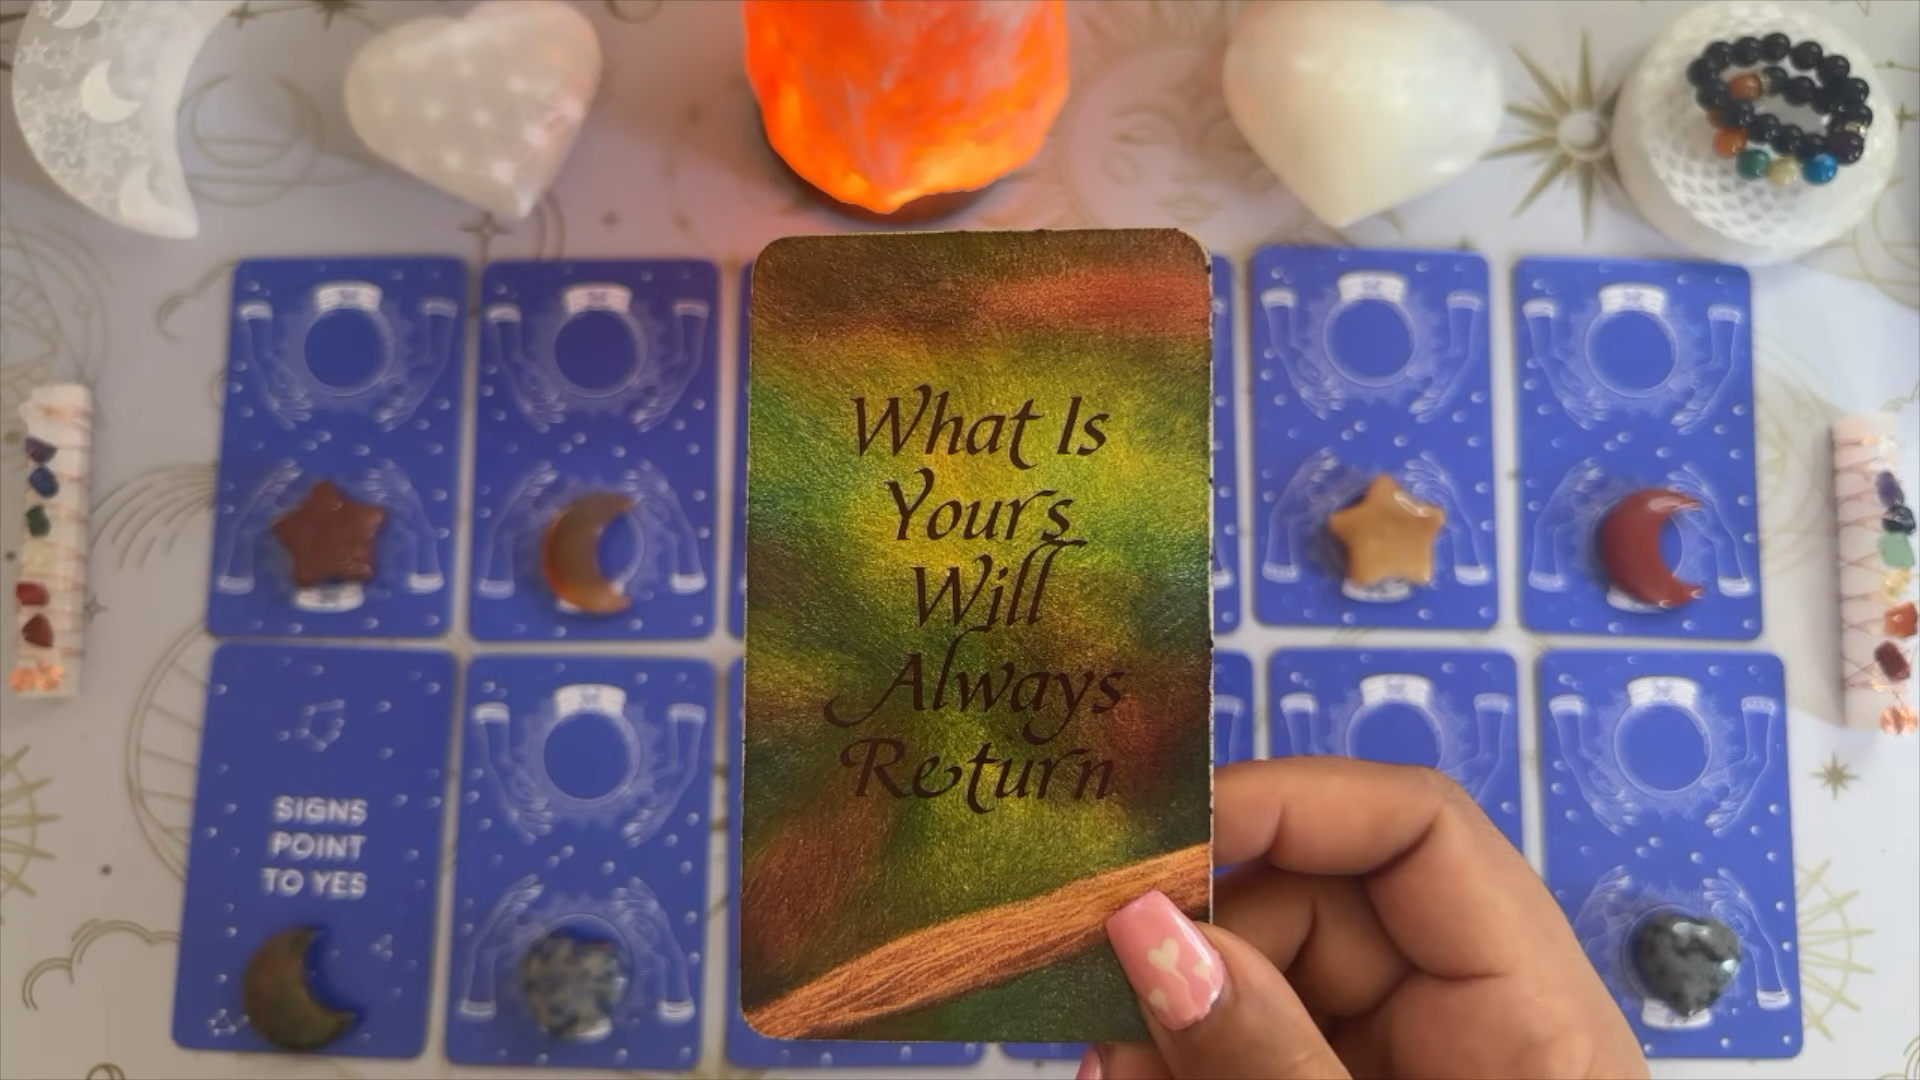 What Is
Yours
Will
Always
Return
SIGNS
POINT
TO YES